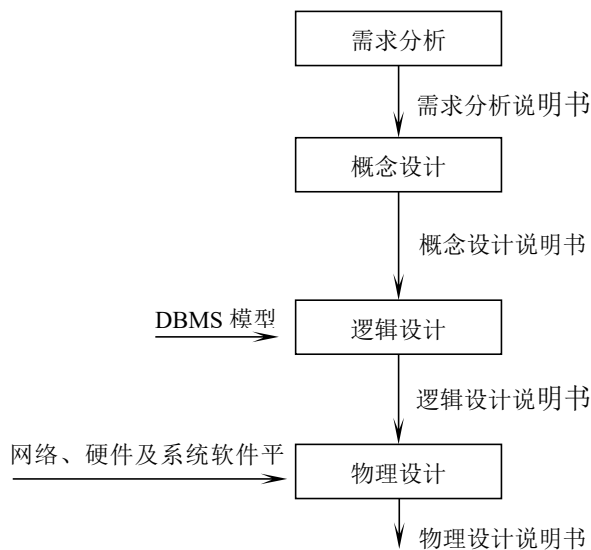 需求分析
需求分析说明书
概念设计
概念设计说明书
DBMS 模型
逻辑设计
逻辑设计说明书
网络、硬件及系统软件平
物理设计
物理设计说明书